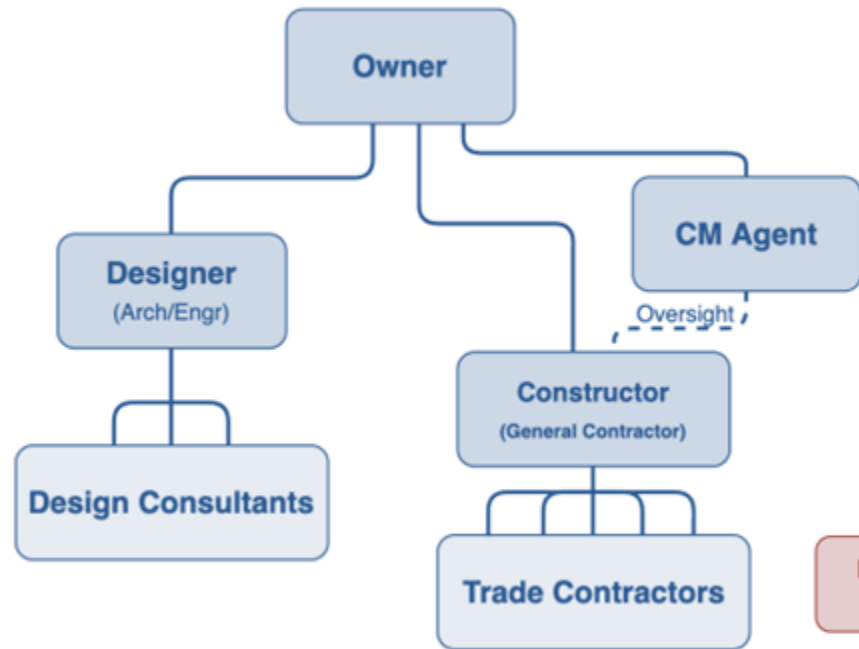 Owner
Designer
(Arch/Engr)
CM Agent
Oversight
Constructor
(General Contractor)
Design Consultants
Trade Contractors